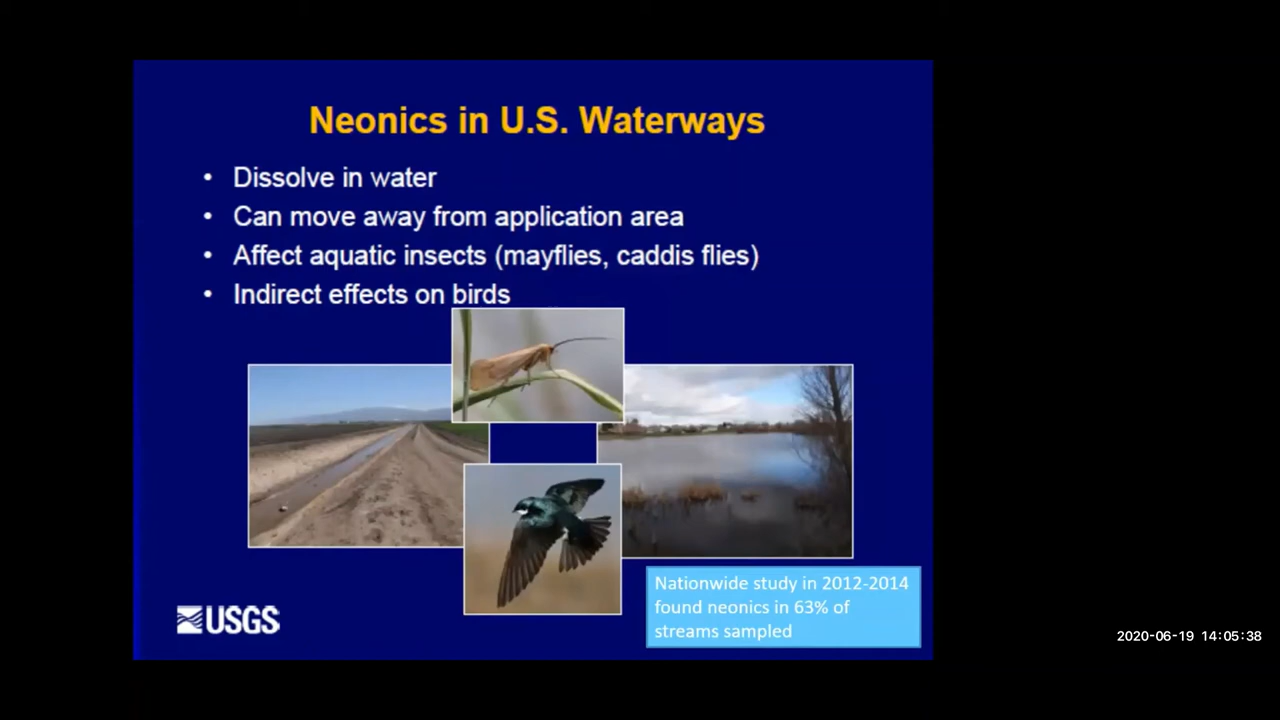 Neonics in U.S. Waterways
• Dissolve in water
• Can move away from application area
• Affect aquatic insects (mayflies, caddis flies)
• Indirect effects on birds
Nationwide study in 2012-2014
found neonics in 63% of
streams sampled
USGS
2020-06-19 14:05:38